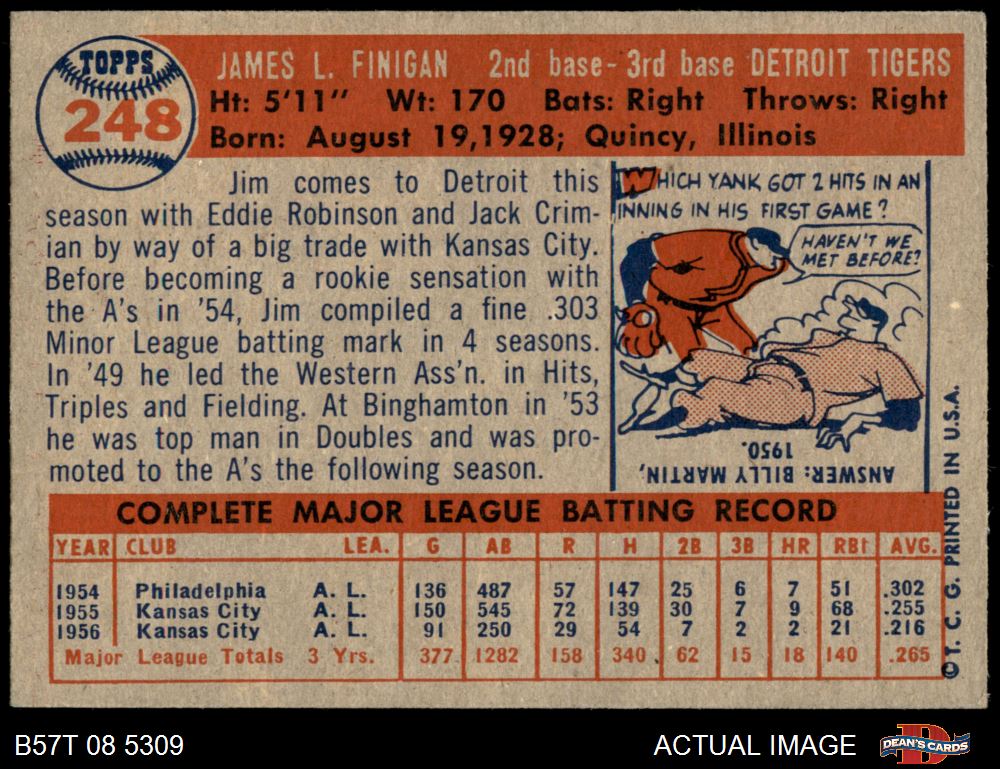 TOPPS
248
JAMES L. FINIGAN 2nd base-3rd base DETROIT TIGERS
Ht: 5'11" Wt: 170 Bats: Right Throws: Right
Born: August 19,1928; Quincy, Illinois
Jim comes to Detroit this
season with Eddie Robinson and Jack Crim-
ian by way of a big trade with Kansas City.
Before becoming a rookie sensation with
the A's in '54, Jim compiled a fine .303
Minor League batting mark in 4 seasons.
In '49 he led the Western Ass'n. in Hits,
Triples and Fielding. At Binghamton in '53
he was top man in Doubles and was pro-
moted to the A's the following season.
WHICH YANK GOT 2 HITS IN AN
INNING IN HIS FIRST GAME?
HAVEN'T WE
MET BEFORE?
ANSWER: BILLY MARTIN,
1950.
COMPLETE MAJOR LEAGUE BATTING RECORD
YEAR CLUB LEA. G AB R H 2B 3B HR RBI AVG.
1954 Philadelphia A. L. 136 487 57 147 25 6 7 51 .302
1955 Kansas City A. L. 150 545 72 139 30 7 9 68 .255
1956 Kansas City A. L. 91 250 29 54 7 2 2 21 .216
Major League Totals 3 Yrs. 377 1282 158 340 62 15 18 140 .265
©T. C. G. PRINTED IN U.S.A.
B57T 08 5309
ACTUAL IMAGE
D
DEAN'S CARDS